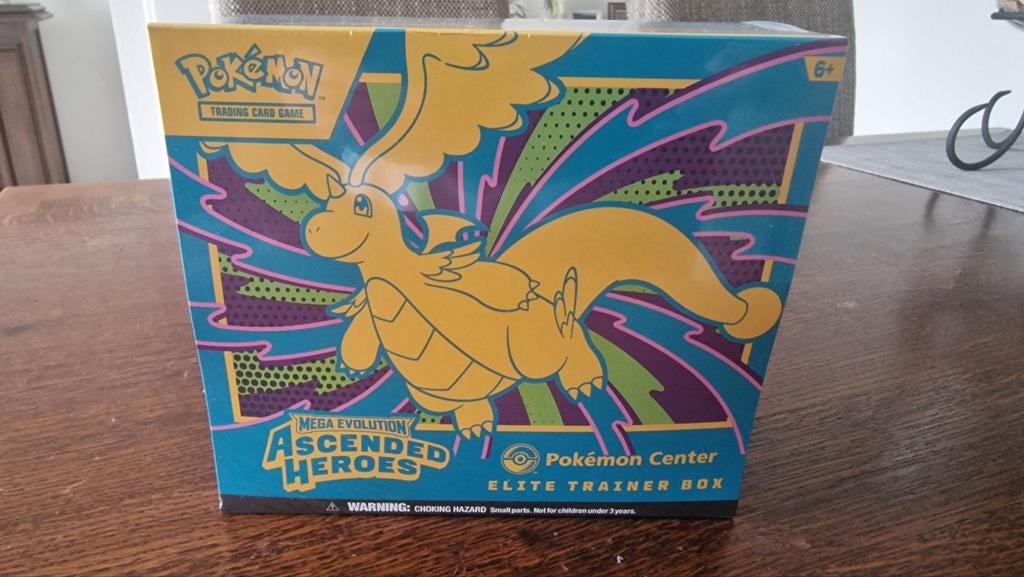 POKéMON
TRADING CARD GAME
6+
MEGA EVOLUTION
ASCENDED
HEROES
Pokémon Center
ELITE TRAINER BOX
WARNING: CHOKING HAZARD Small parts. Not for children under 3 years.